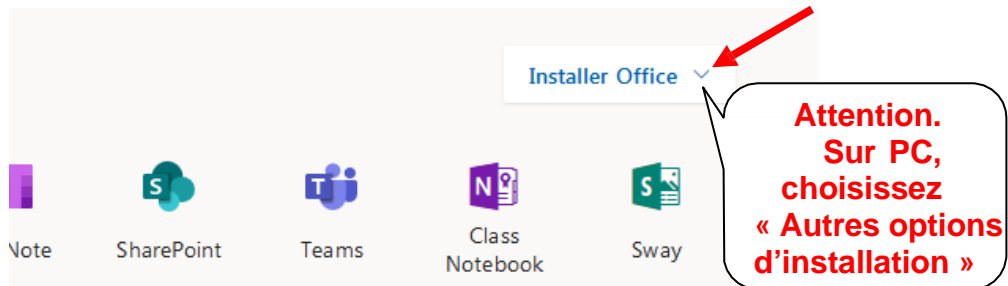 Installer Office
Attention.
Sur PC,
choisissez
« Autres options
d’installation »
S
T
N
S
Note
SharePoint
Teams
Class
Notebook
Sway